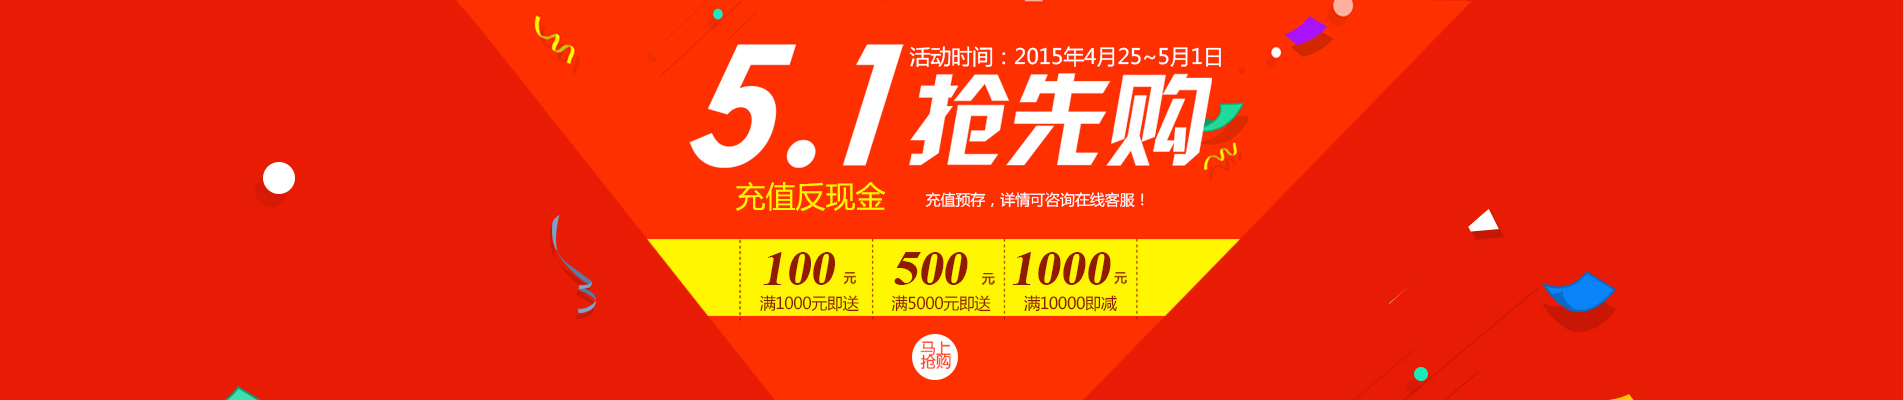 活动时间：2015年4月25~5月1日
5.1抢先购
充值反现金
充值预存，详情可咨询在线客服！
100元
满1000元即送
500元
满5000元即送
1000元
满10000即减
马上
抢购